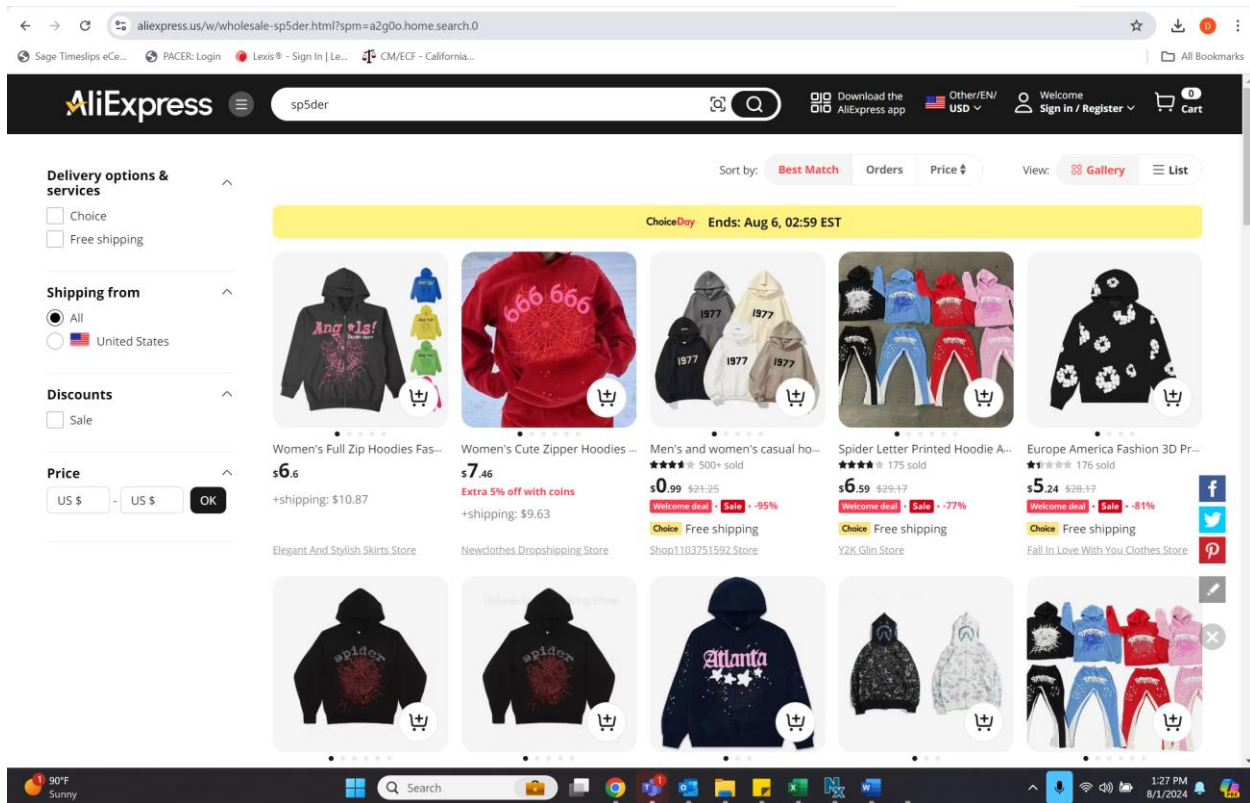 aliexpress.us/w/wholesale-sp5der.html?spm=a2g0o.home.search.0
D
Sage Timeslips eCe...
PACER: Login
Lexis® - Sign In | Le...
CM/ECF - California...
All Bookmarks
AliExpress
sp5der
Download the
AliExpress app
Other/EN/
USD
Welcome
Sign in / Register
0
Cart
Delivery options &
services
Choice
Free shipping
Shipping from
All
United States
Discounts
Sale
Price
US $ - US $ OK
Sort by: Best Match Orders Price
View: Gallery List
ChoiceDay Ends: Aug 6, 02:59 EST
666 666
1977
1977
1977
1977
1977
Women's Full Zip Hoodies Fas...
$6.6
+shipping: $10.87
Elegant And Stylish Skirts Store
Women's Cute Zipper Hoodies ...
$7.46
Extra 5% off with coins
+shipping: $9.63
Newclothes Dropshipping Store
Men's and women's casual ho...
500+ sold
$0.99 $21.25
Welcome deal · Sale · -95%
Choice Free shipping
Shop1103751592 Store
Spider Letter Printed Hoodie A...
175 sold
$6.59 $29.17
Welcome deal · Sale · -77%
Choice Free shipping
Y2K Glin Store
Europe America Fashion 3D Pr...
176 sold
$5.24 $28.17
Welcome deal · Sale · -81%
Choice Free shipping
Fall In Love With You Clothes Store
spider
spider
Atlanta
1
90°F
Sunny
Search
1
1:27 PM
8/1/2024